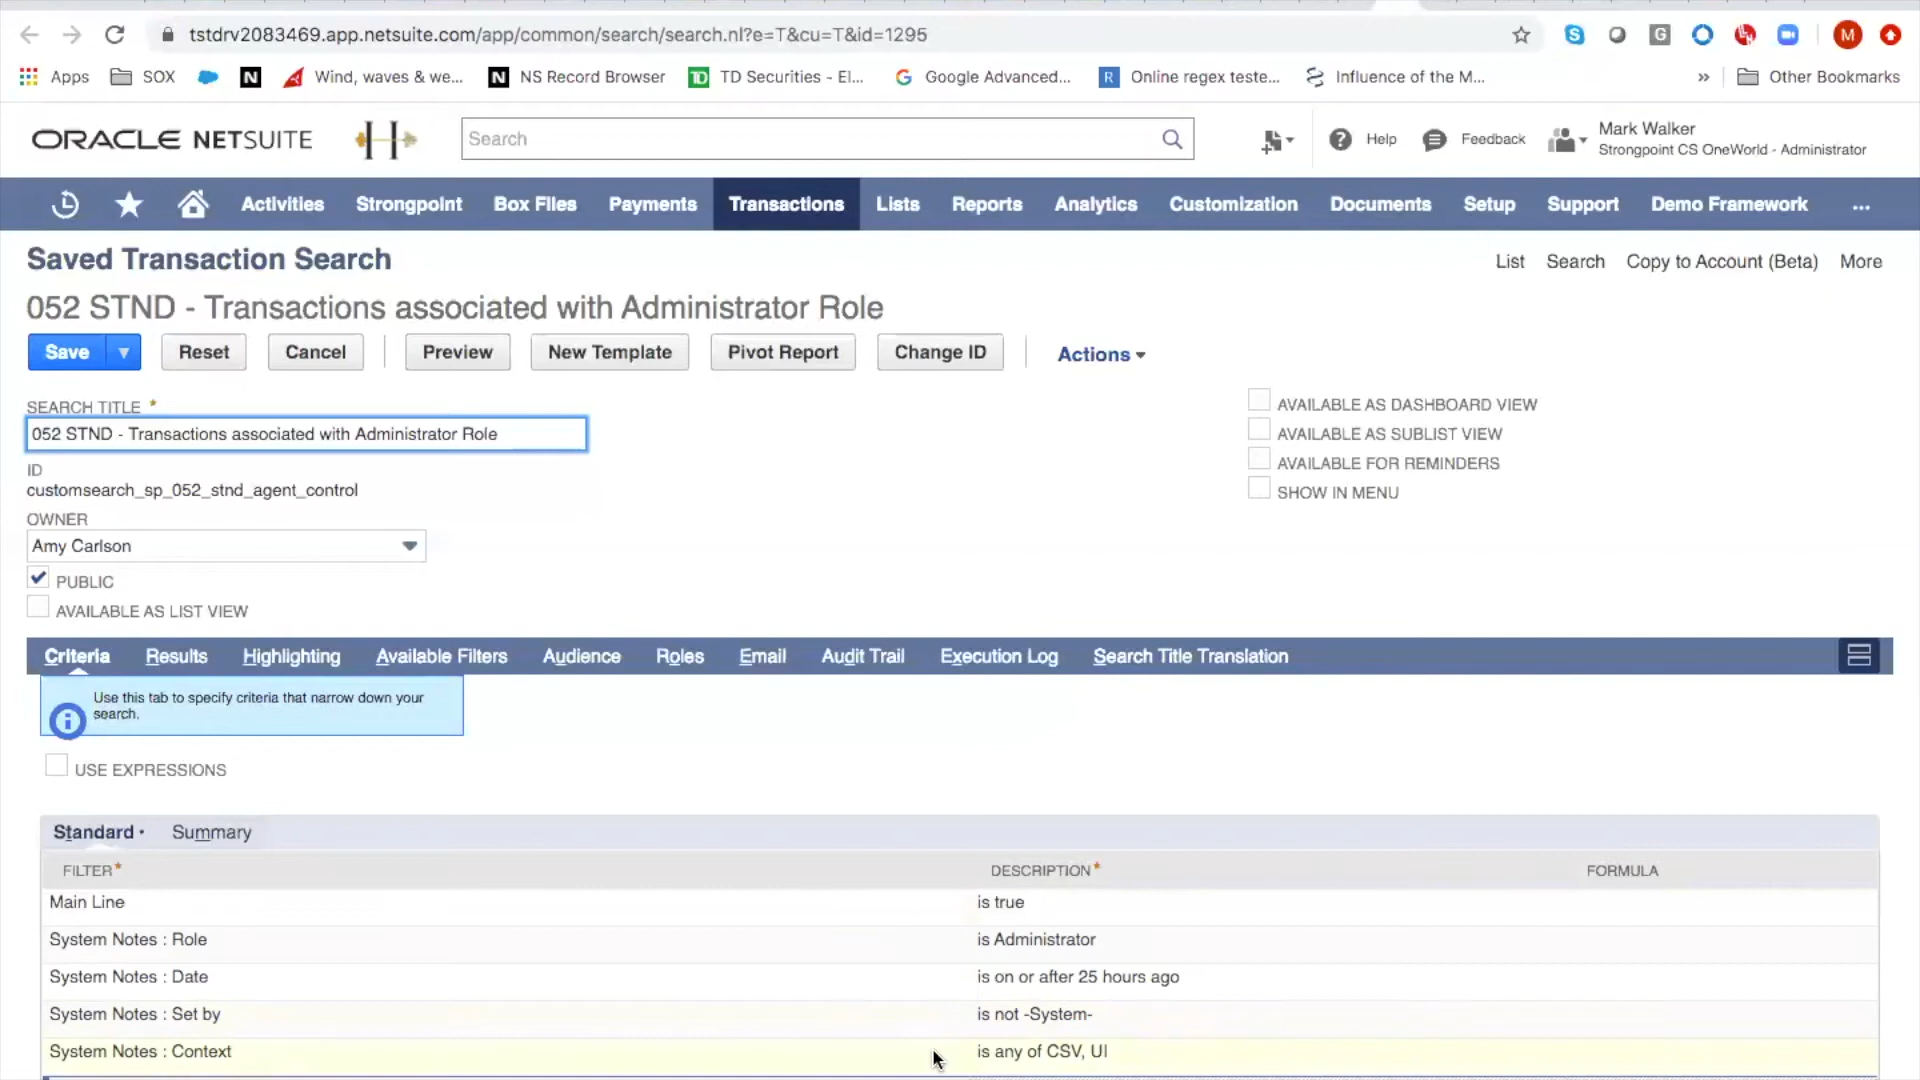 tstdrv2083469.app.netsuite.com/app/common/search/search.nl?e=T&cu=T&id=1295
M
Apps SOX N Wind, waves & we... N NS Record Browser TD TD Securities - El... G Google Advanced... R Online regex teste... Influence of the M... » Other Bookmarks
ORACLE NETSUITE
Search
Help
Feedback
Mark Walker
Strongpoint CS OneWorld - Administrator
Activities Strongpoint Box Files Payments Transactions Lists Reports Analytics Customization Documents Setup Support Demo Framework ...
Saved Transaction Search
List Search Copy to Account (Beta) More
052 STND - Transactions associated with Administrator Role
Save Reset Cancel Preview New Template Pivot Report Change ID Actions
SEARCH TITLE *
052 STND - Transactions associated with Administrator Role
ID
customsearch_sp_052_stnd_agent_control
OWNER
Amy Carlson
PUBLIC
AVAILABLE AS LIST VIEW
AVAILABLE AS DASHBOARD VIEW
AVAILABLE AS SUBLIST VIEW
AVAILABLE FOR REMINDERS
SHOW IN MENU
Criteria Results Highlighting Available Filters Audience Roles Email Audit Trail Execution Log Search Title Translation
Use this tab to specify criteria that narrow down your
search.
USE EXPRESSIONS
Standard • Summary
FILTER * DESCRIPTION * FORMULA
Main Line is true
System Notes : Role is Administrator
System Notes : Date is on or after 25 hours ago
System Notes : Set by is not -System-
System Notes : Context is any of CSV, UI